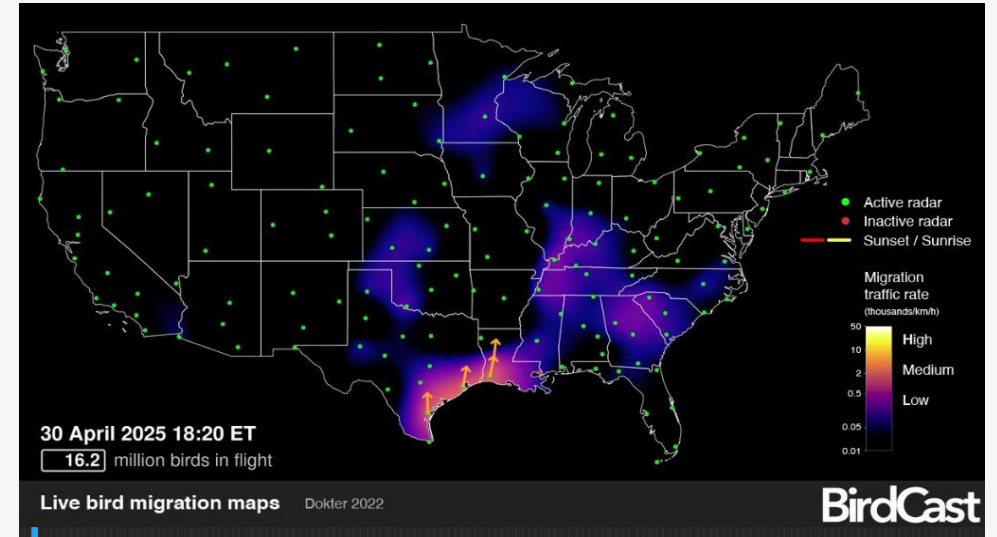 Active radar
Inactive radar
Sunset / Sunrise
Migration
traffic rate
(thousands/km/h)
50
High
10
2
Medium
0.5
Low
0.05
0.01
30 April 2025 18:20 ET
16.2 million birds in flight
Live bird migration maps Dokter 2022
BirdCast